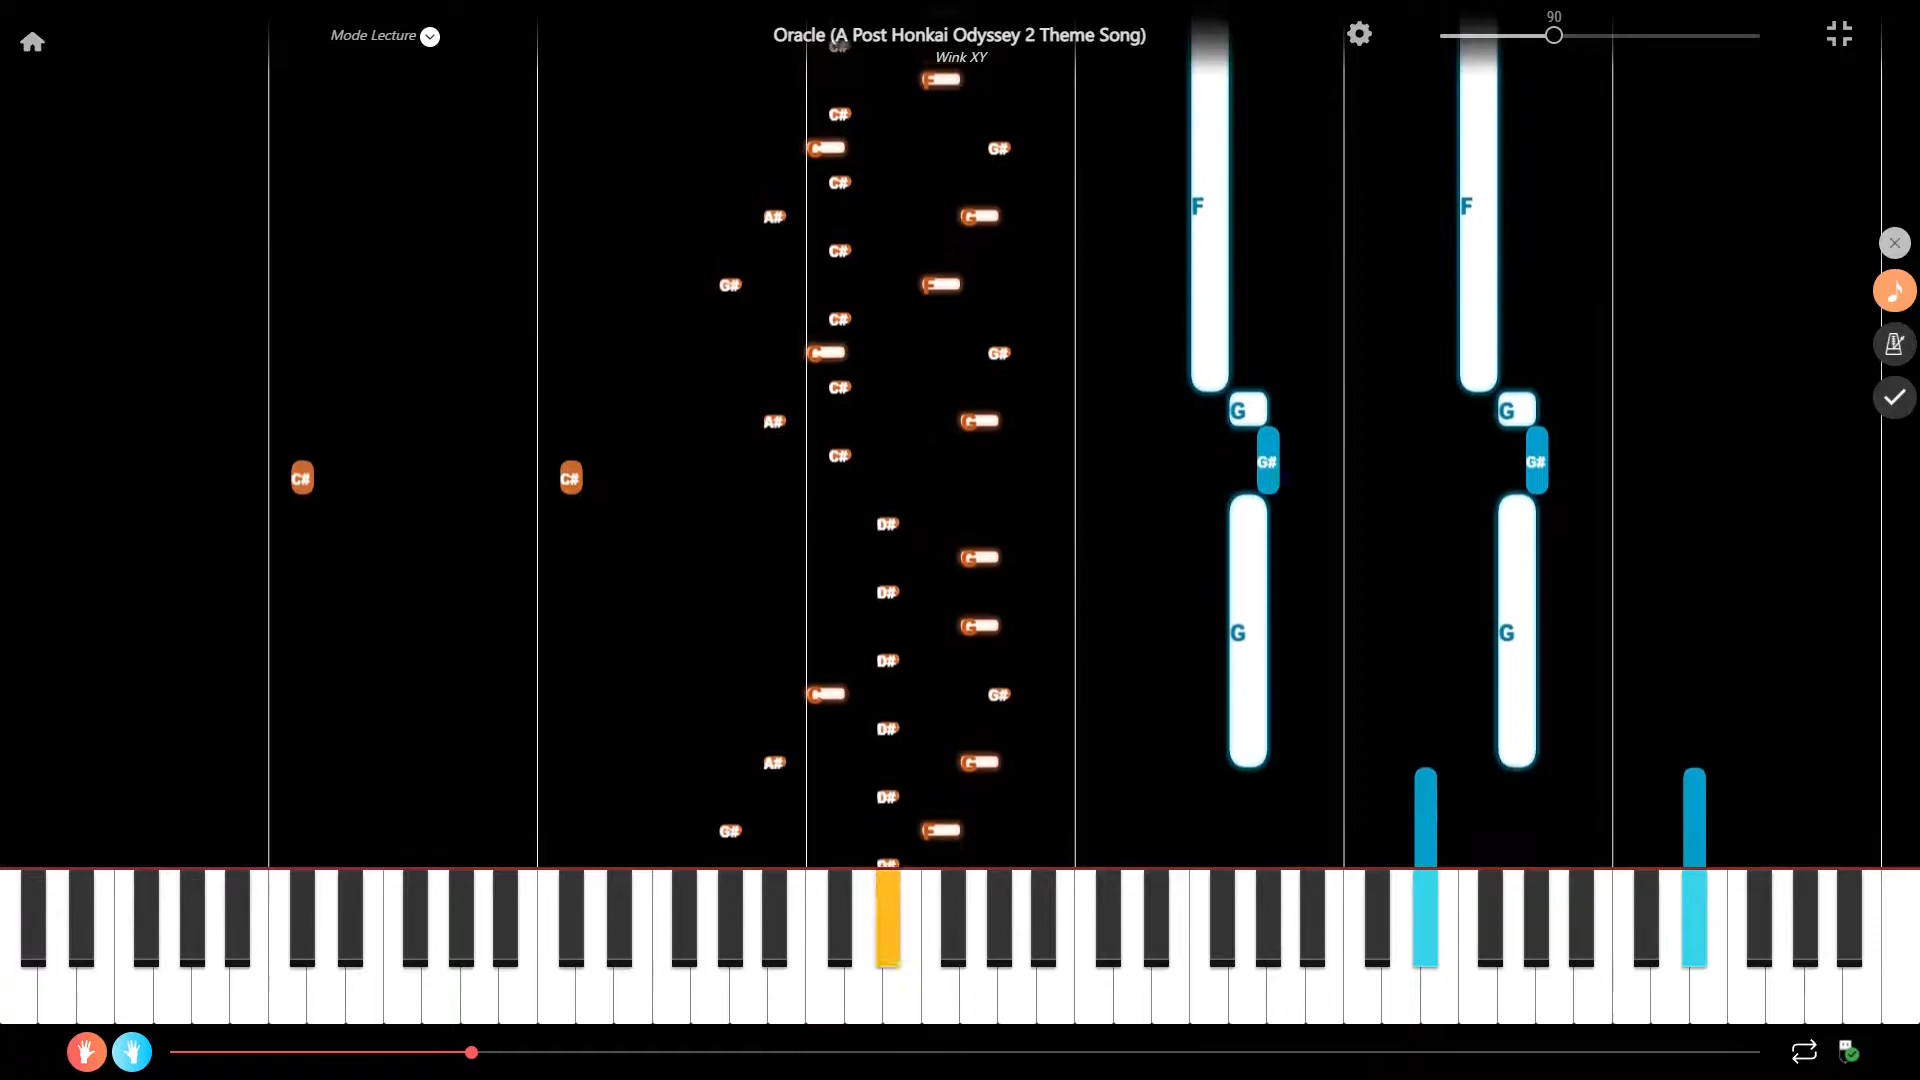 Mode Lecture
Oracle (A Post Honkai Odyssey 2 Theme Song)
Wink XY
90
F
C#
C G#
C#
A# G F F
C#
G# F
C#
C G#
C#
A# G G G
C# G# G#
C# C#
D#
G
D#
G G G
D#
C G#
D#
A# G
D#
G# F
D#